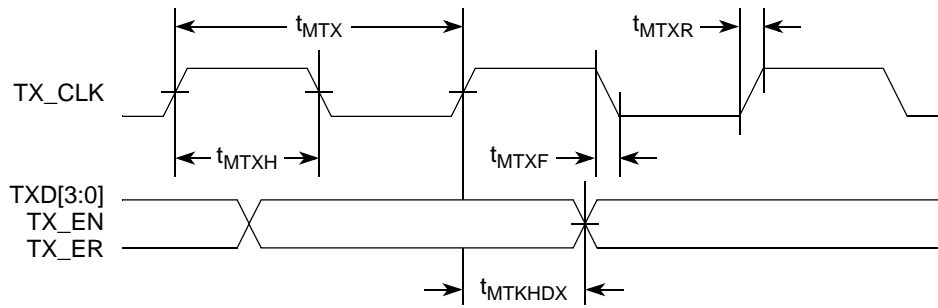 tMTX
tMTXR
TX_CLK
tMTXH
tMTXF
TXD[3:0]
TX_EN
TX_ER
tMTKHDX